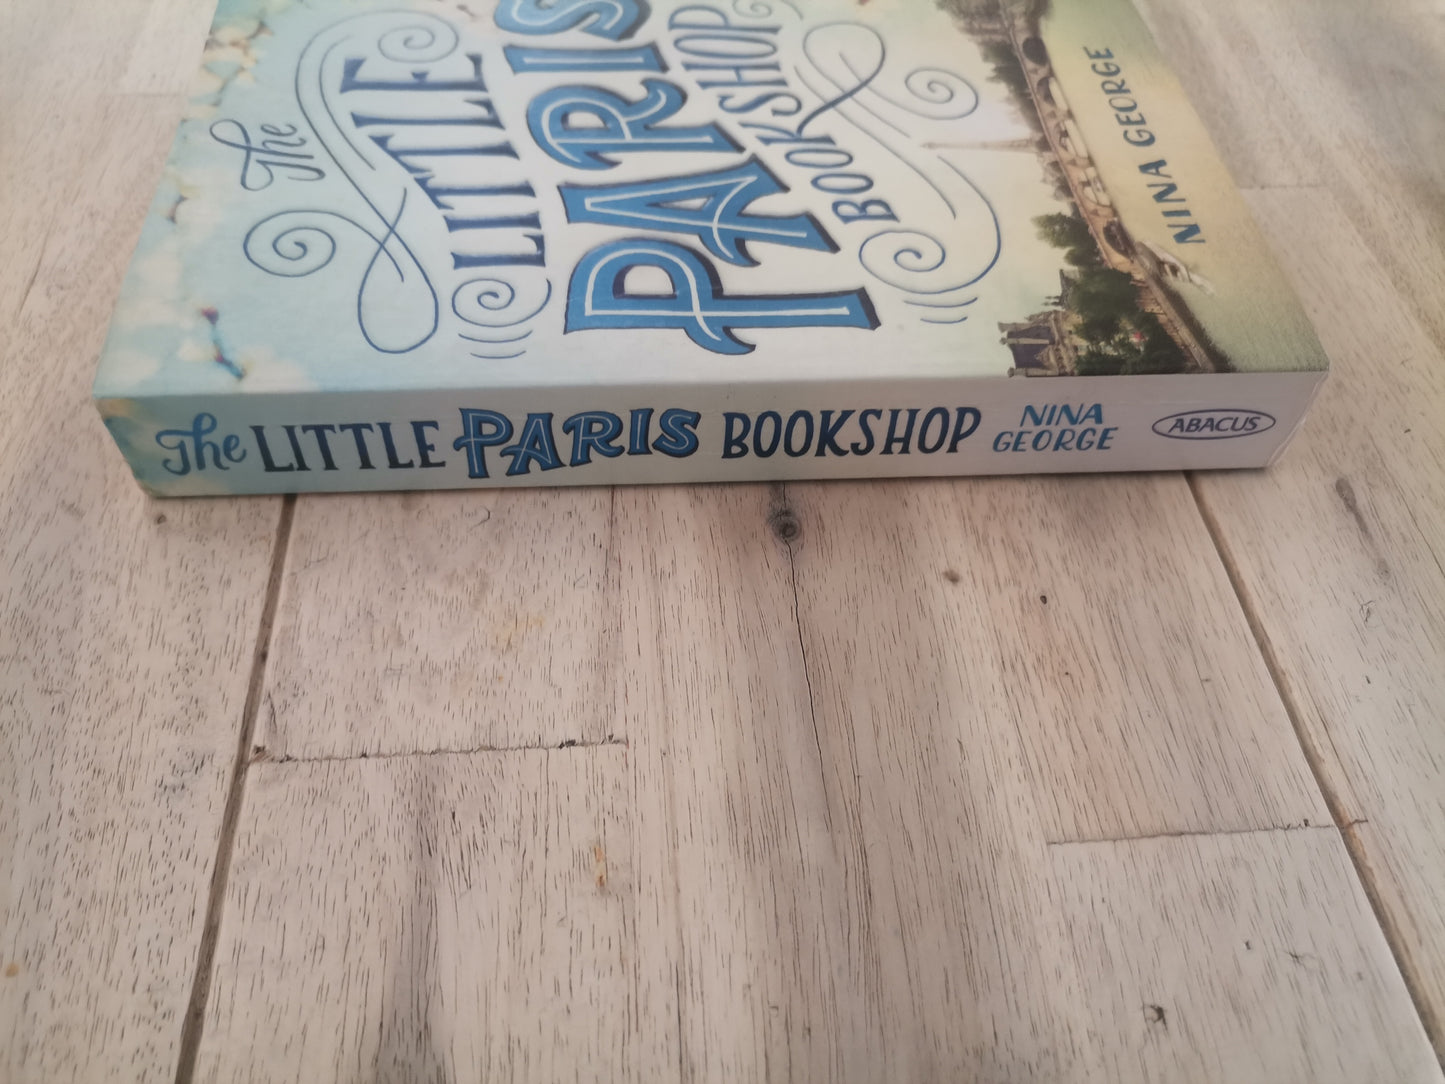 The
LITTLE
PARIS
BOOKSHOP
NINA GEORGE
The LITTLE PARIS BOOKSHOP
NINA
GEORGE
ABACUS